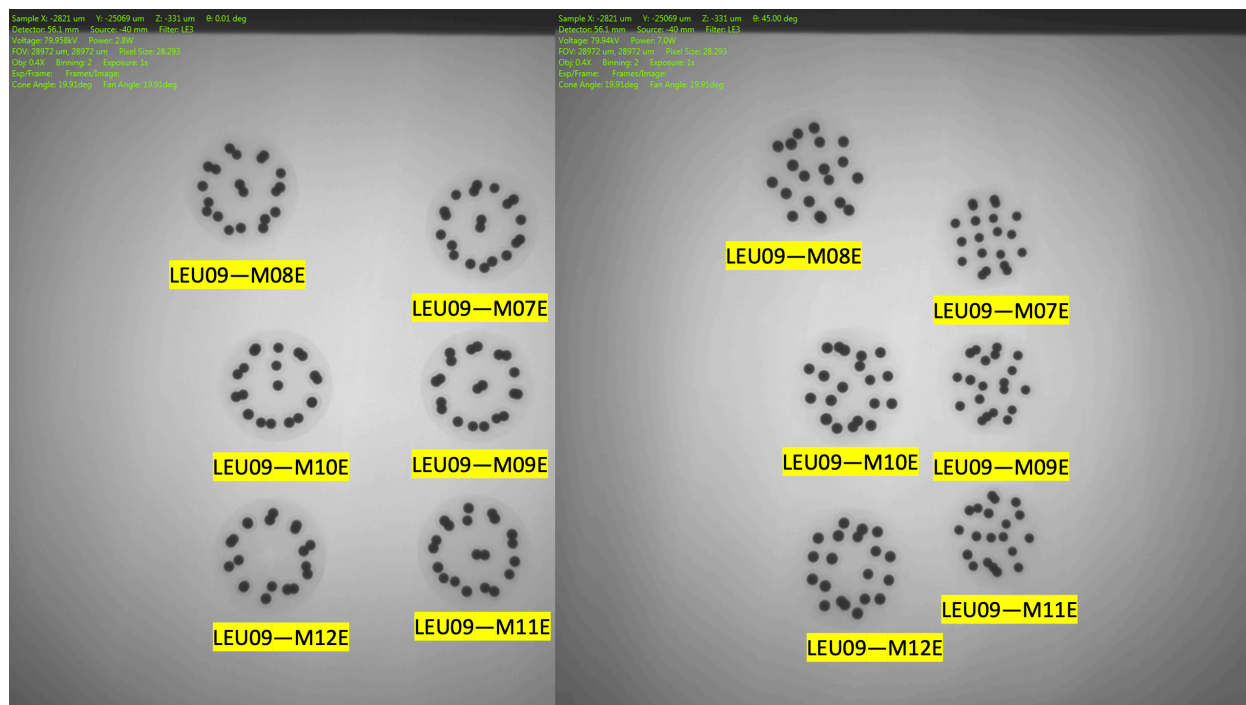 Sample X: -2821 um Y: -25069 um Z: -331 um θ: 0.01 deg
Detector: 56.1 mm Source: -40 mm Filter: LE3
Voltage: 79.958kV Power: 2.8W
FOV: 28972 um, 28972 um Pixel Size: 28.293
Obj: 0.4X Binning: 2 Exposure: 1s
Exp/Frame: Frames/Image:
Cone Angle: 19.91deg Fan Angle: 19.91deg
LEU09—M08E
LEU09—M07E
LEU09—M10E
LEU09—M09E
LEU09—M12E
LEU09—M11E
Sample X: -2821 um Y: -25069 um Z: -331 um θ: 45.00 deg
Detector: 56.1 mm Source: -40 mm Filter: LE3
Voltage: 79.94kV Power: 7.0W
FOV: 28972 um, 28972 um Pixel Size: 28.293
Obj: 0.4X Binning: 2 Exposure: 1s
Exp/Frame: Frames/Image:
Cone Angle: 19.91deg Fan Angle: 19.91deg
LEU09—M08E
LEU09—M07E
LEU09—M10E
LEU09—M09E
LEU09—M11E
LEU09—M12E